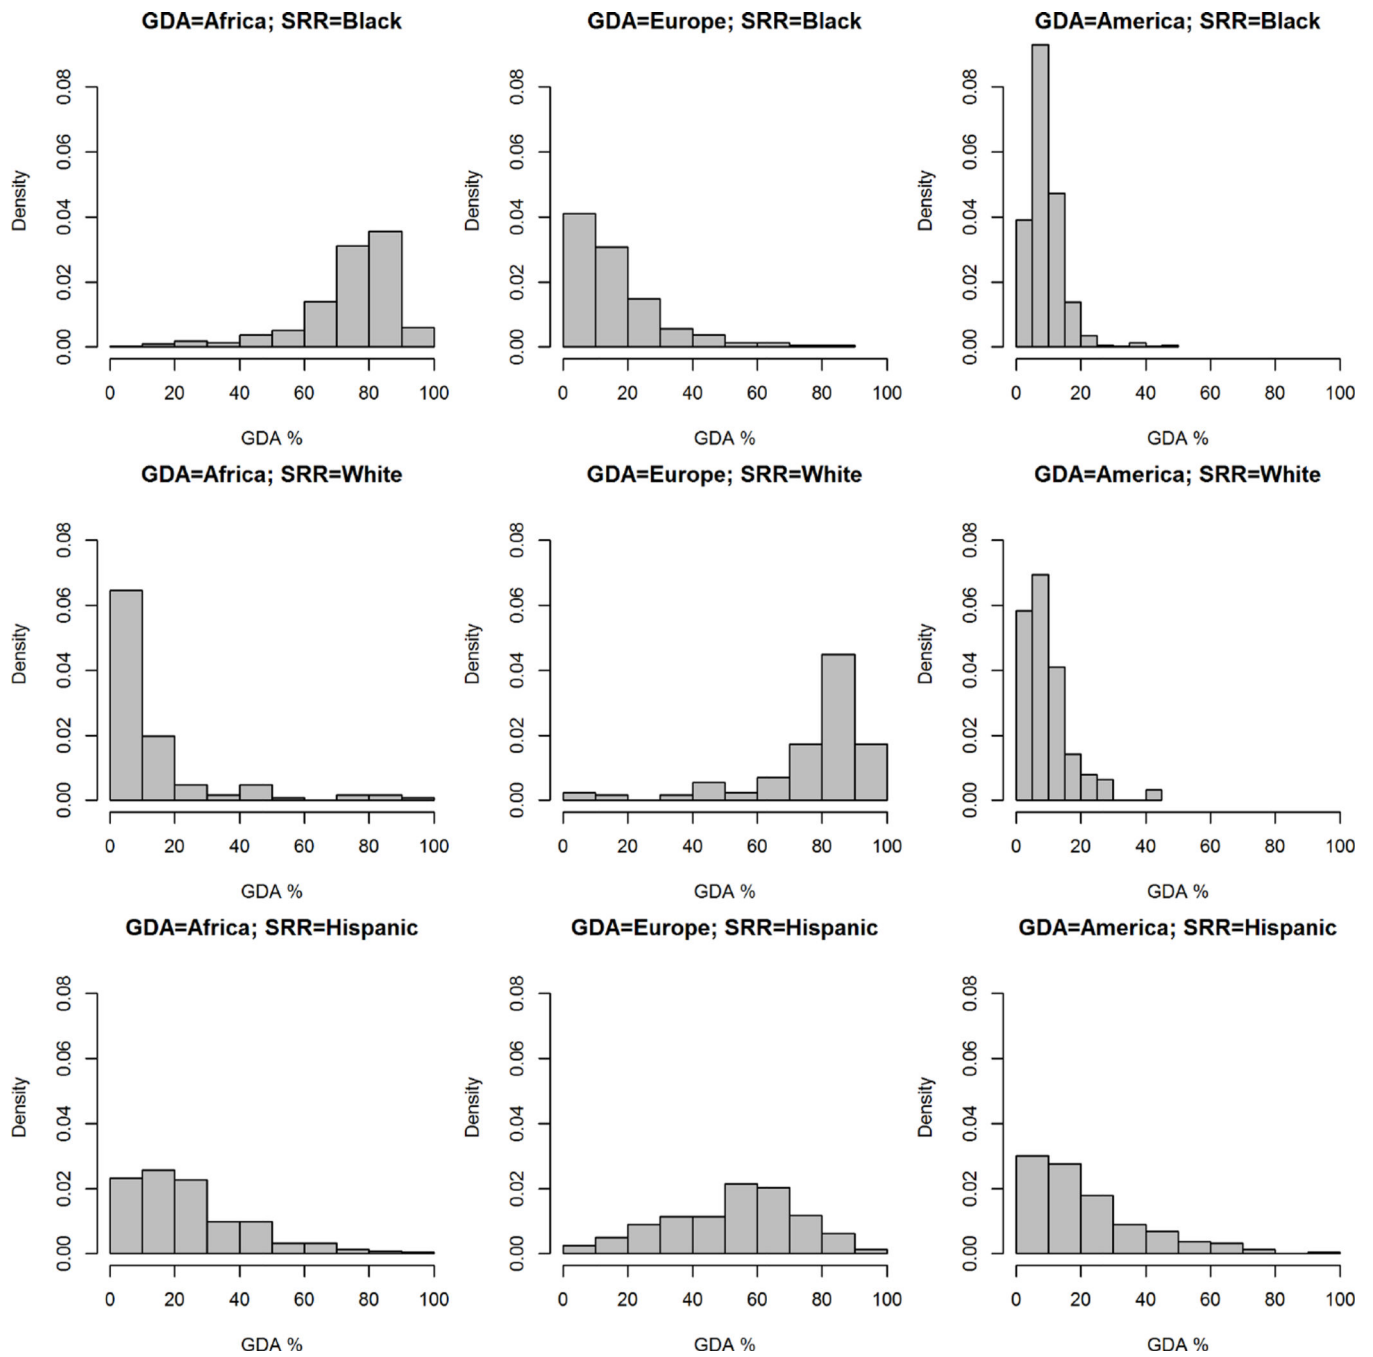 GDA=Africa; SRR=Black
Density
0.00 0.02 0.04 0.06 0.08
0 20 40 60 80 100
GDA %
GDA=Europe; SRR=Black
Density
0.00 0.02 0.04 0.06 0.08
0 20 40 60 80 100
GDA %
GDA=America; SRR=Black
Density
0.00 0.02 0.04 0.06 0.08
0 20 40 60 80 100
GDA %
GDA=Africa; SRR=White
Density
0.00 0.02 0.04 0.06 0.08
0 20 40 60 80 100
GDA %
GDA=Europe; SRR=White
Density
0.00 0.02 0.04 0.06 0.08
0 20 40 60 80 100
GDA %
GDA=America; SRR=White
Density
0.00 0.02 0.04 0.06 0.08
0 20 40 60 80 100
GDA %
GDA=Africa; SRR=Hispanic
Density
0.00 0.02 0.04 0.06 0.08
0 20 40 60 80 100
GDA %
GDA=Europe; SRR=Hispanic
Density
0.00 0.02 0.04 0.06 0.08
0 20 40 60 80 100
GDA %
GDA=America; SRR=Hispanic
Density
0.00 0.02 0.04 0.06 0.08
0 20 40 60 80 100
GDA %